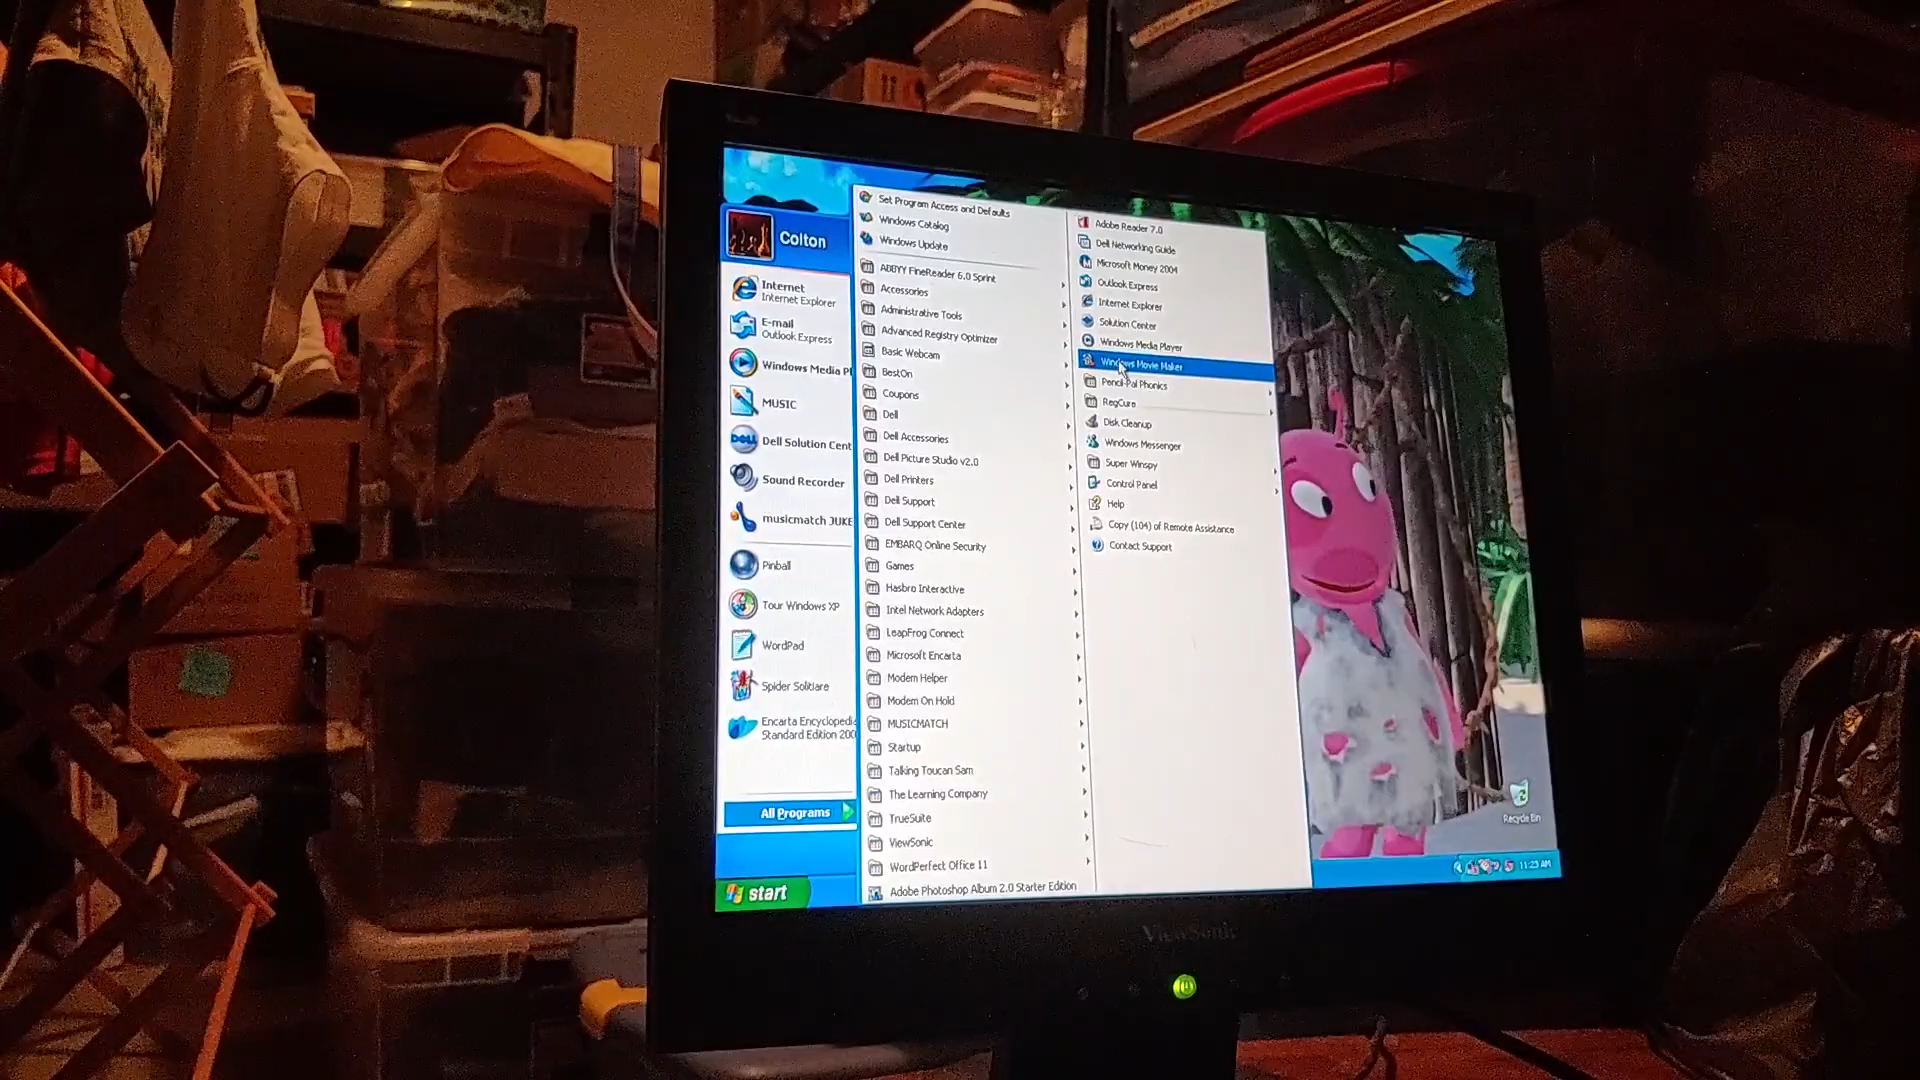 Colton
Internet
Internet Explorer
E-mail
Outlook Express
Windows Media Pl
MUSIC
Dell Solution Cent
Sound Recorder
musicmatch JUKE
Pinball
Tour Windows XP
WordPad
Spider Solitiare
Encarta Encyclopedia
Standard Edition 200
All Programs
start
Set Program Access and Defaults
Windows Catalog
Windows Update
ABBYY FineReader 6.0 Sprint
Accessories
Administrative Tools
Advanced Registry Optimizer
Basic Webcam
BestOn
Coupons
Dell
Dell Accessories
Dell Picture Studio v2.0
Dell Printers
Dell Support
Dell Support Center
EMBARQ Online Security
Games
Hasbro Interactive
Intel Network Adapters
LeapFrog Connect
Microsoft Encarta
Modem Helper
Modem On Hold
MUSICMATCH
Startup
Talking Toucan Sam
The Learning Company
TrueSuite
ViewSonic
WordPerfect Office 11
Adobe Photoshop Album 2.0 Starter Edition
Adobe Reader 7.0
Dell Networking Guide
Microsoft Money 2004
Outlook Express
Internet Explorer
Solution Center
Windows Media Player
Windows Movie Maker
Pencil-Pal Phonics
RegCure
Disk Cleanup
Windows Messenger
Super Winspy
Control Panel
Help
Copy (104) of Remote Assistance
Contact Support
Recycle Bin
11:23 AM
ViewSonic